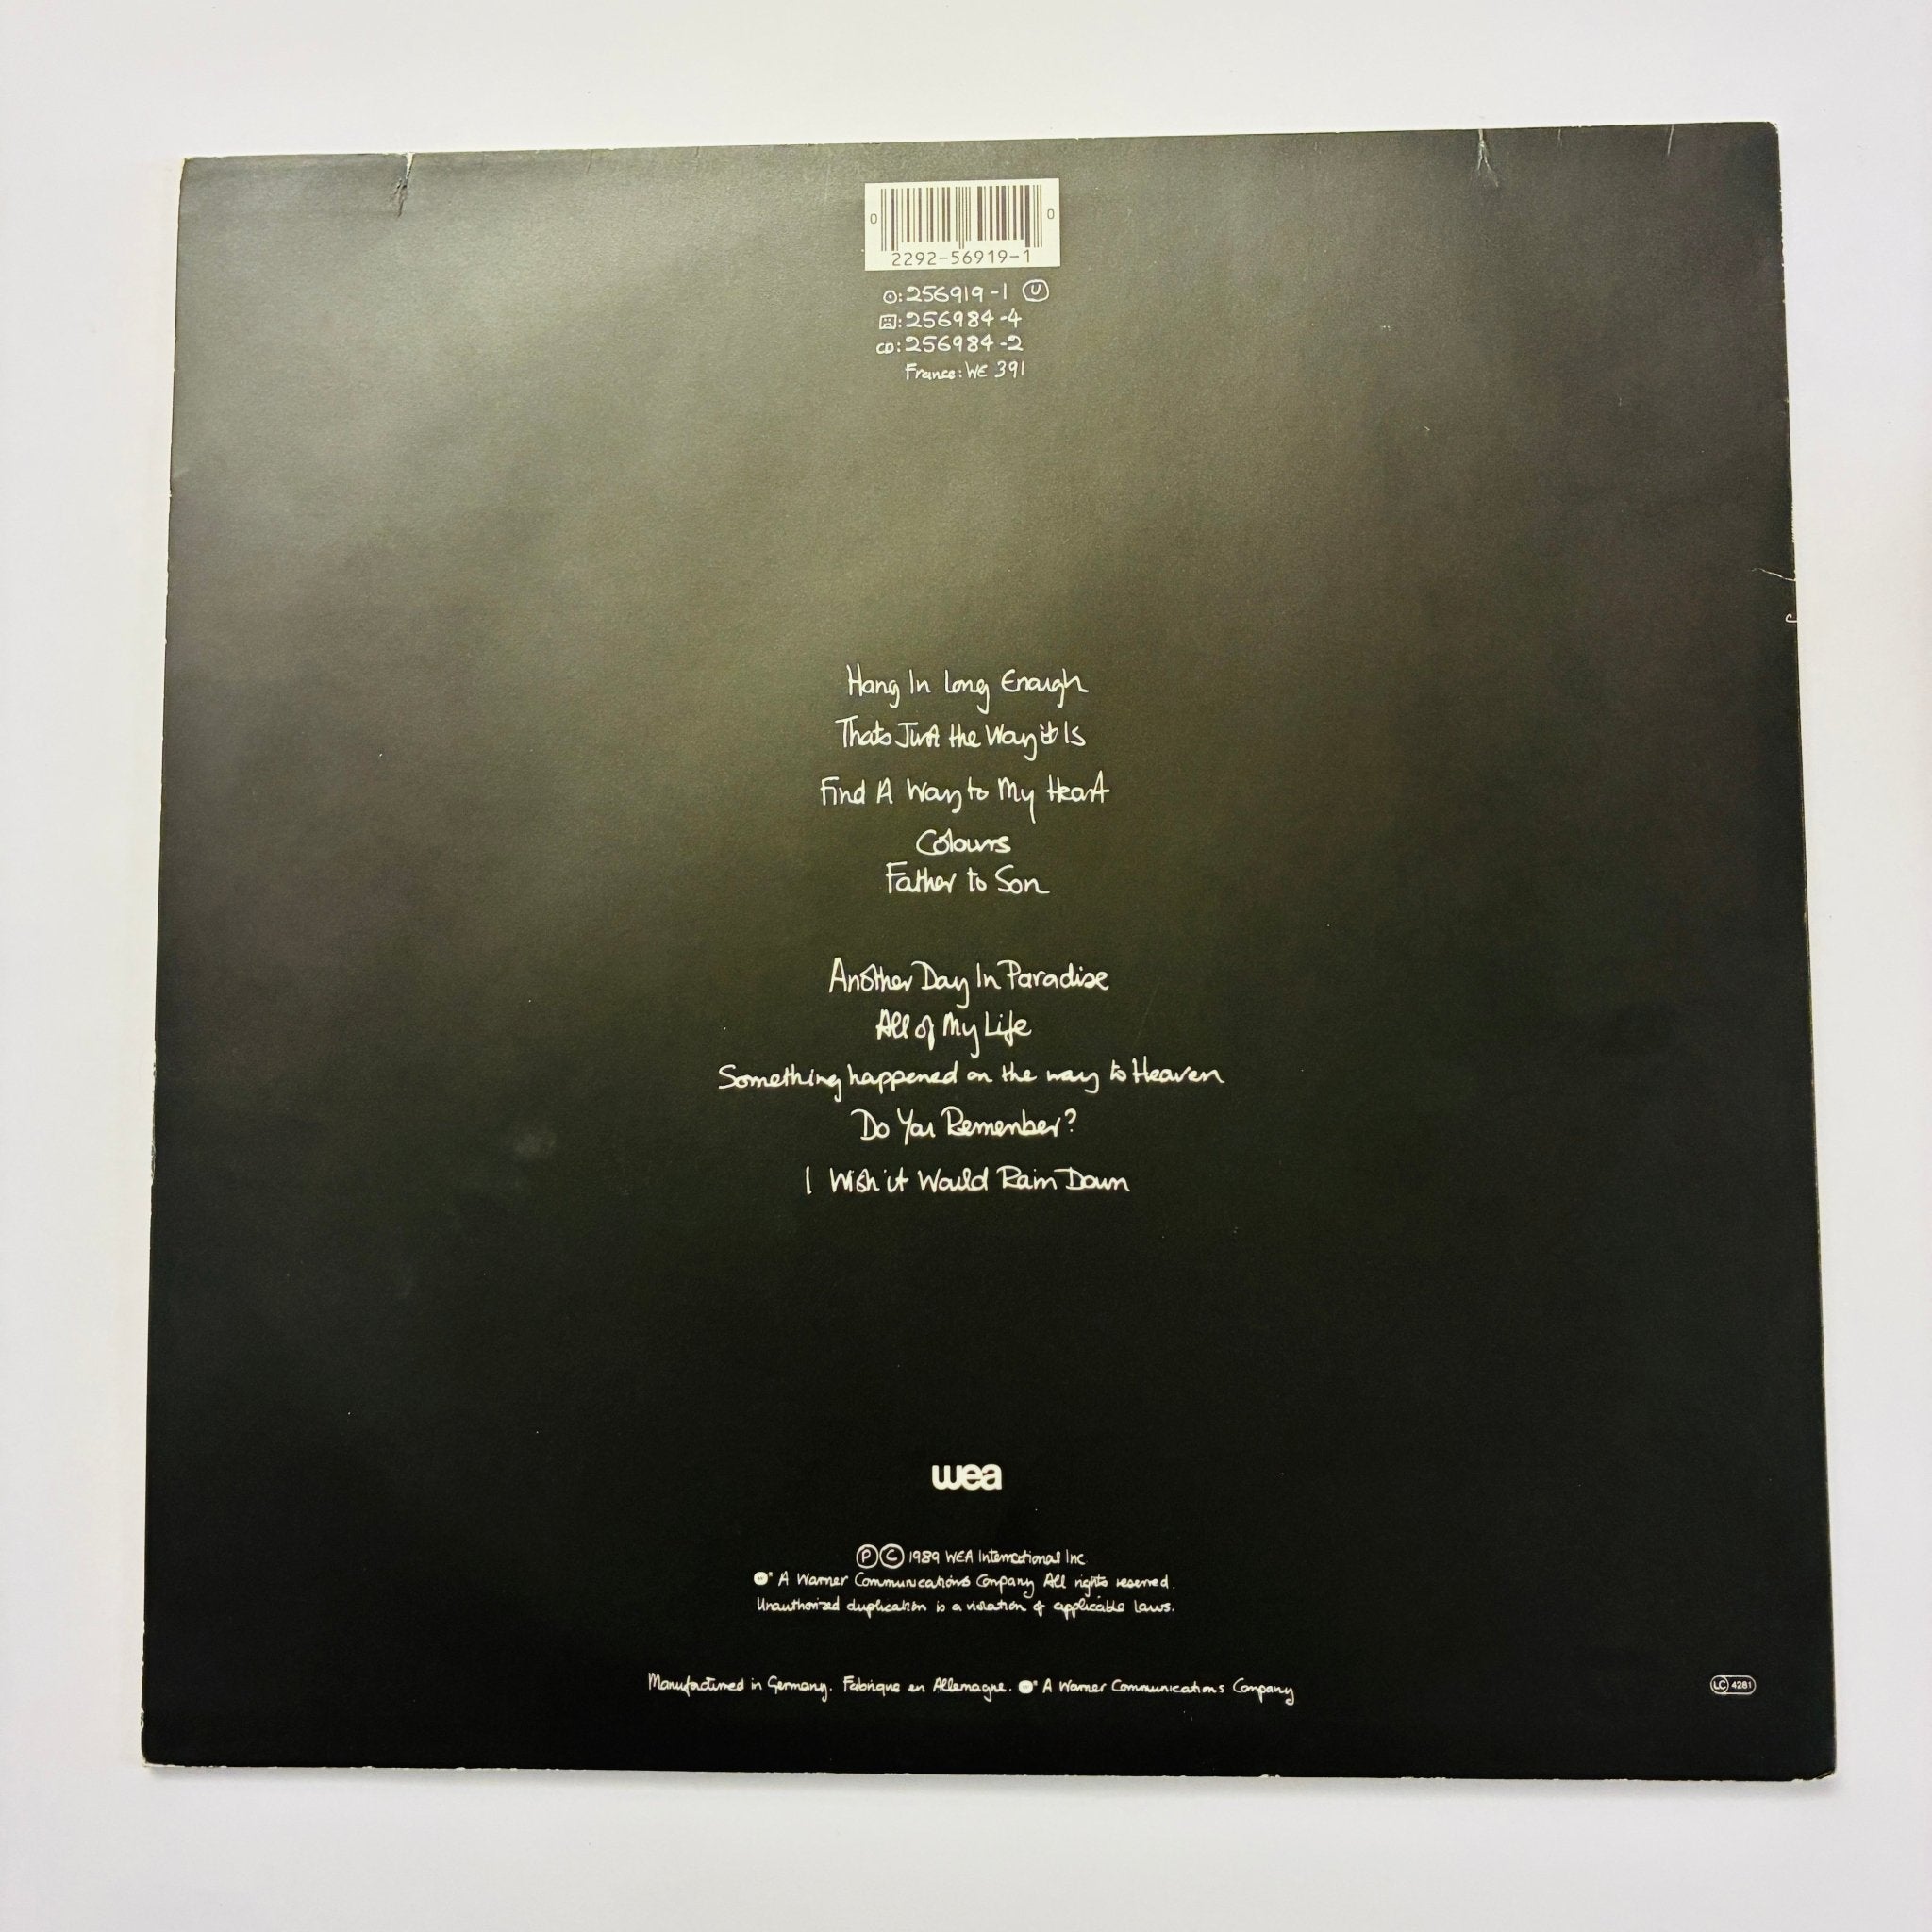 0 0
2292-56919-1
:256919-1 U
:256984-4
CD:256984-2
France: WE 391
Hang In Long Enough
Thats Just the Way it Is
Find A Way to My Heart
Colours
Father to Son
Another Day In Paradise
All of My Life
Something happened on the way to Heaven
Do You Remember?
I Wish it Would Rain Down
wea
Ⓟ© 1989 WEA International Inc.
A Warner Communications Company All rights reserved.
Unauthorized duplication is a violation of applicable laws.
Manufactured in Germany. Fabriqué en Allemagne. A Warner Communications Company
LC 4281